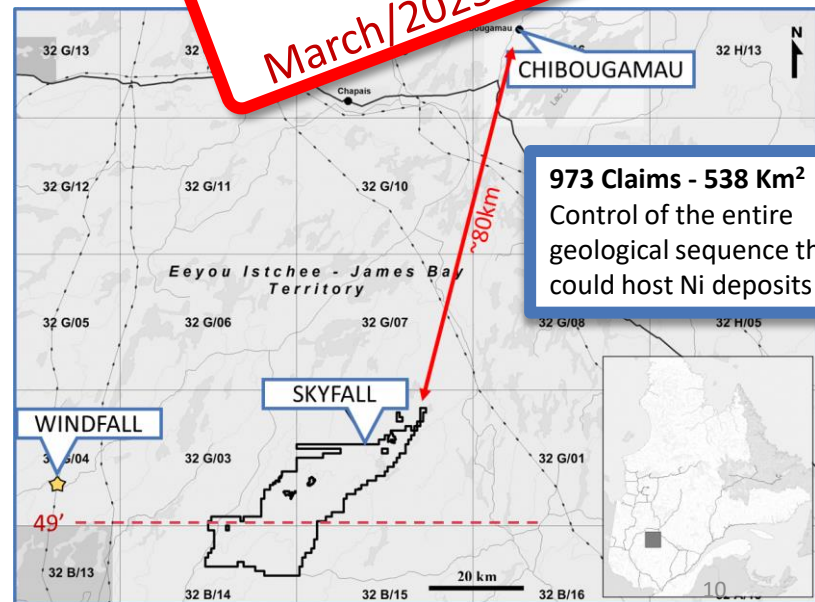 March/2023
32 G/13
32
32 H/13
N
CHIBOUGAMAU
Chapais
32 G/12
32 G/11
32 G/10
973 Claims - 538 Km²
Control of the entire
geological sequence th
could host Ni deposits
~80km
Eeyou Istchee - James Bay
Territory
32 G/05
32 G/06
32 G/07
32 G/08
32 H/05
SKYFALL
WINDFALL
G/04
32 G/03
32 G/01
49'
32 B/13
20 km
32 B/14
32 B/15
32 B/16
10